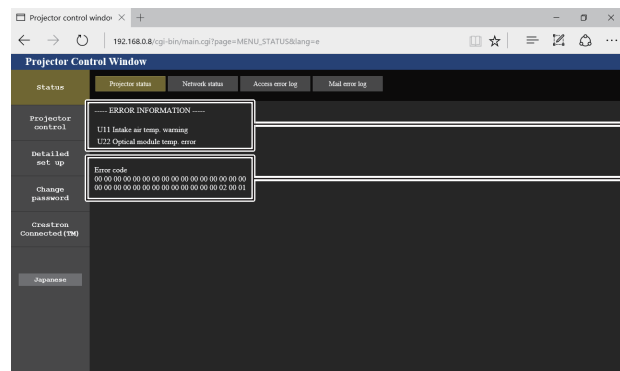 Projector control window
192.168.0.8/cgi-bin/main.cgi?page=MENU_STATUS&lang=e
Projector Control Window
Status
Projector status
Network status
Access error log
Mail error log
Projector
control
Detailed
set up
Change
password
Crestron
Connected(TM)
Japanese
----- ERROR INFORMATION -----
U11 Intake air temp. warning
U22 Optical module temp. error
Error code
00 00 00 00 00 00 00 00 00 00 00 00 00 00 00 00
00 00 00 00 00 00 00 00 00 00 00 00 00 02 00 01